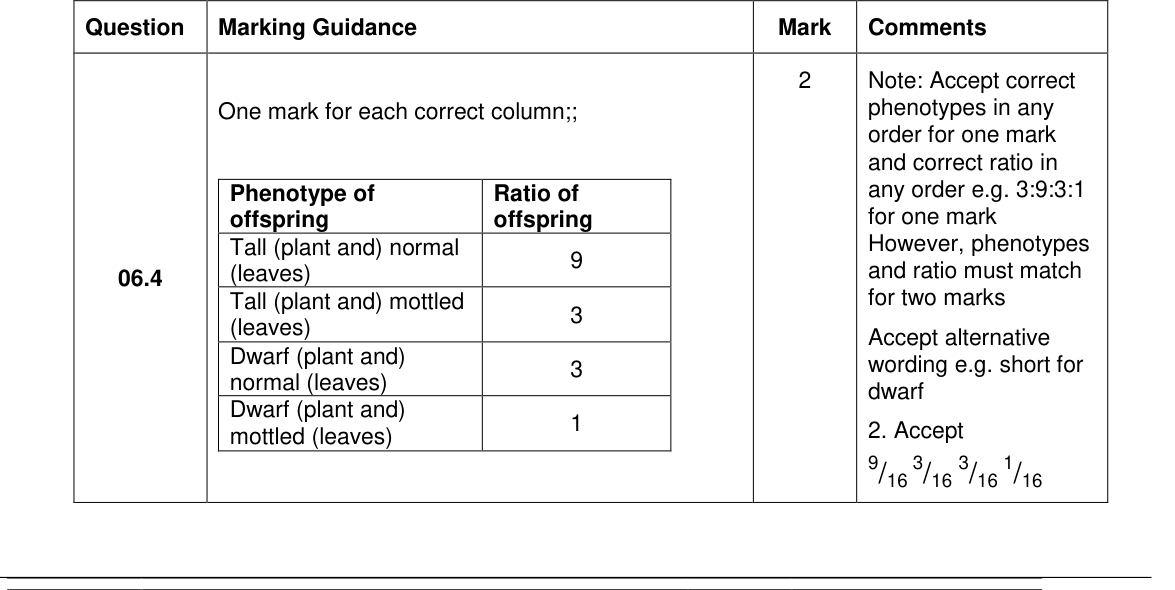 Question Marking Guidance Mark Comments
06.4
One mark for each correct column;;
Phenotype of
offspring
Ratio of
offspring
Tall (plant and) normal
(leaves)
9
Tall (plant and) mottled
(leaves)
3
Dwarf (plant and)
normal (leaves)
3
Dwarf (plant and)
mottled (leaves)
1
2
Note: Accept correct
phenotypes in any
order for one mark
and correct ratio in
any order e.g. 3:9:3:1
for one mark
However, phenotypes
and ratio must match
for two marks
Accept alternative
wording e.g. short for
dwarf
2. Accept
9/16 3/16 3/16 1/16